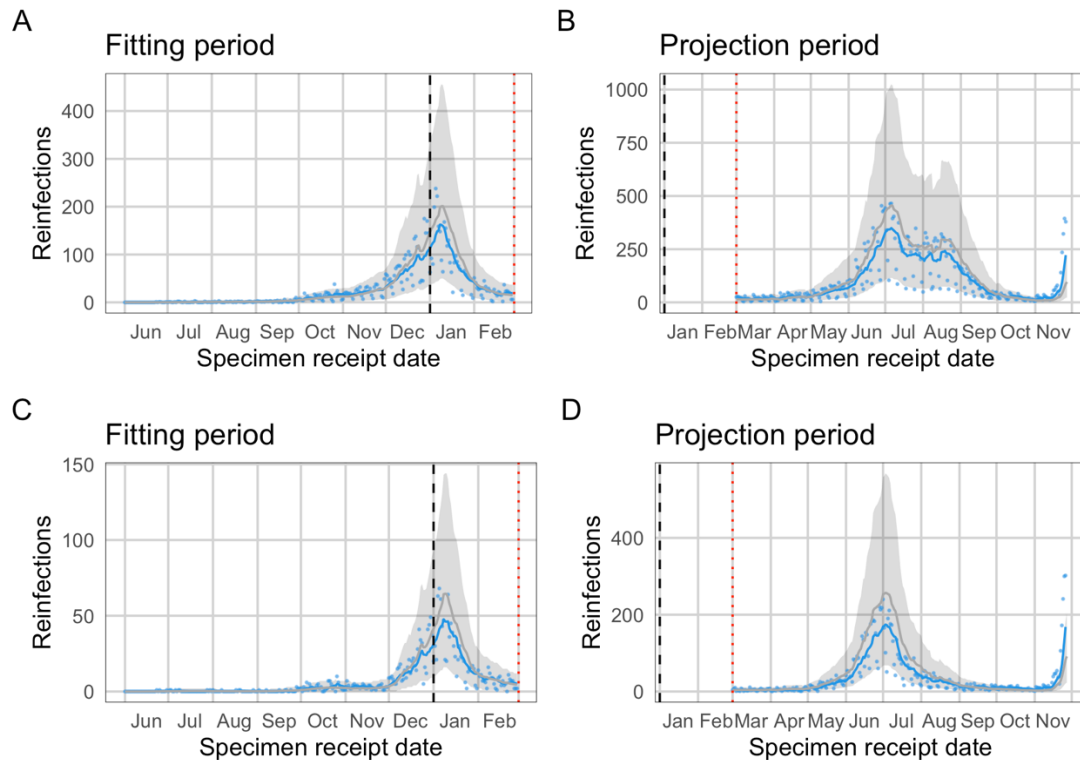 A
Fitting period
Reinfections
400
300
200
100
0
Jun Jul Aug Sep Oct Nov Dec Jan Feb
Specimen receipt date
B
Projection period
Reinfections
1000
750
500
250
0
Jan Feb Mar Apr May Jun Jul Aug Sep Oct Nov
Specimen receipt date
C
Fitting period
Reinfections
150
100
50
0
Jun Jul Aug Sep Oct Nov Dec Jan Feb
Specimen receipt date
D
Projection period
Reinfections
400
200
0
Jan Feb Mar Apr May Jun Jul Aug Sep Oct Nov
Specimen receipt date